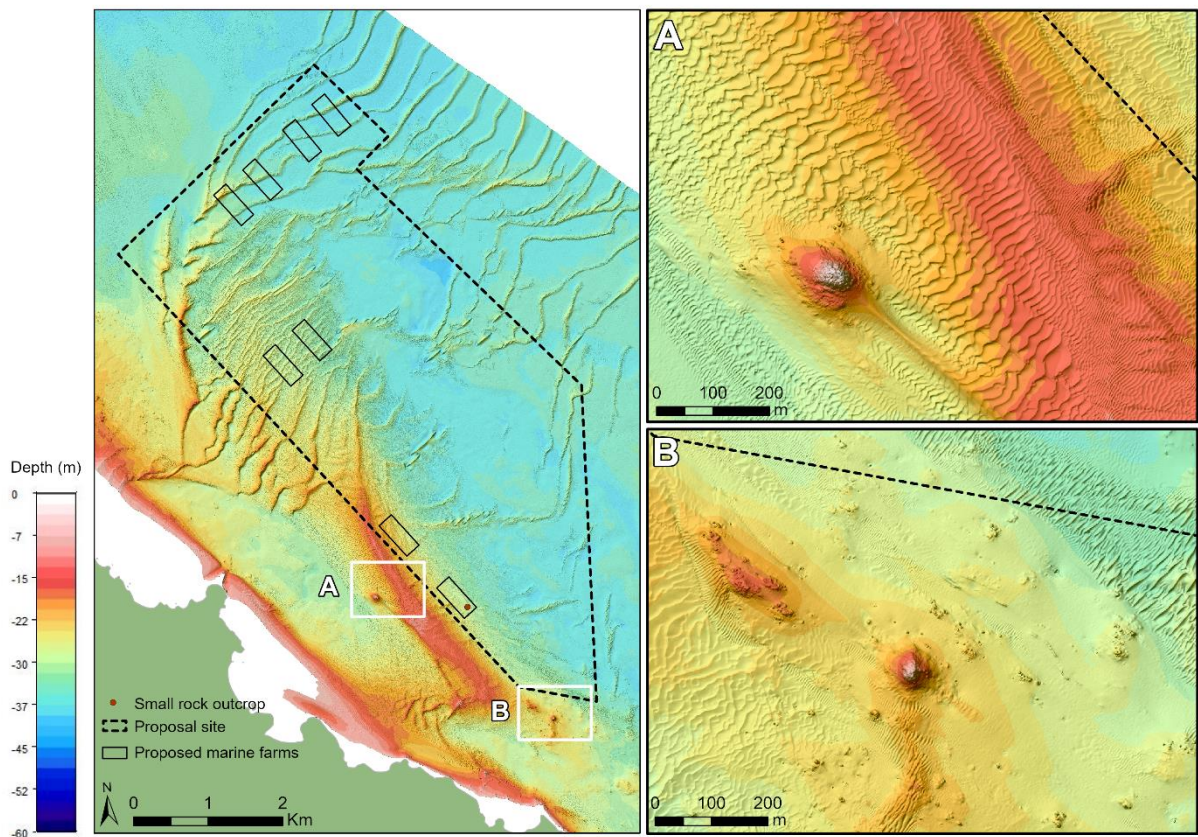 Depth (m)
0
-7
-15
-22
-29
-37
-45
-52
-60
A
B
Small rock outcrop
Proposal site
Proposed marine farms
N
0 1 2
Km
A
0 100 200
m
B
0 100 200
m